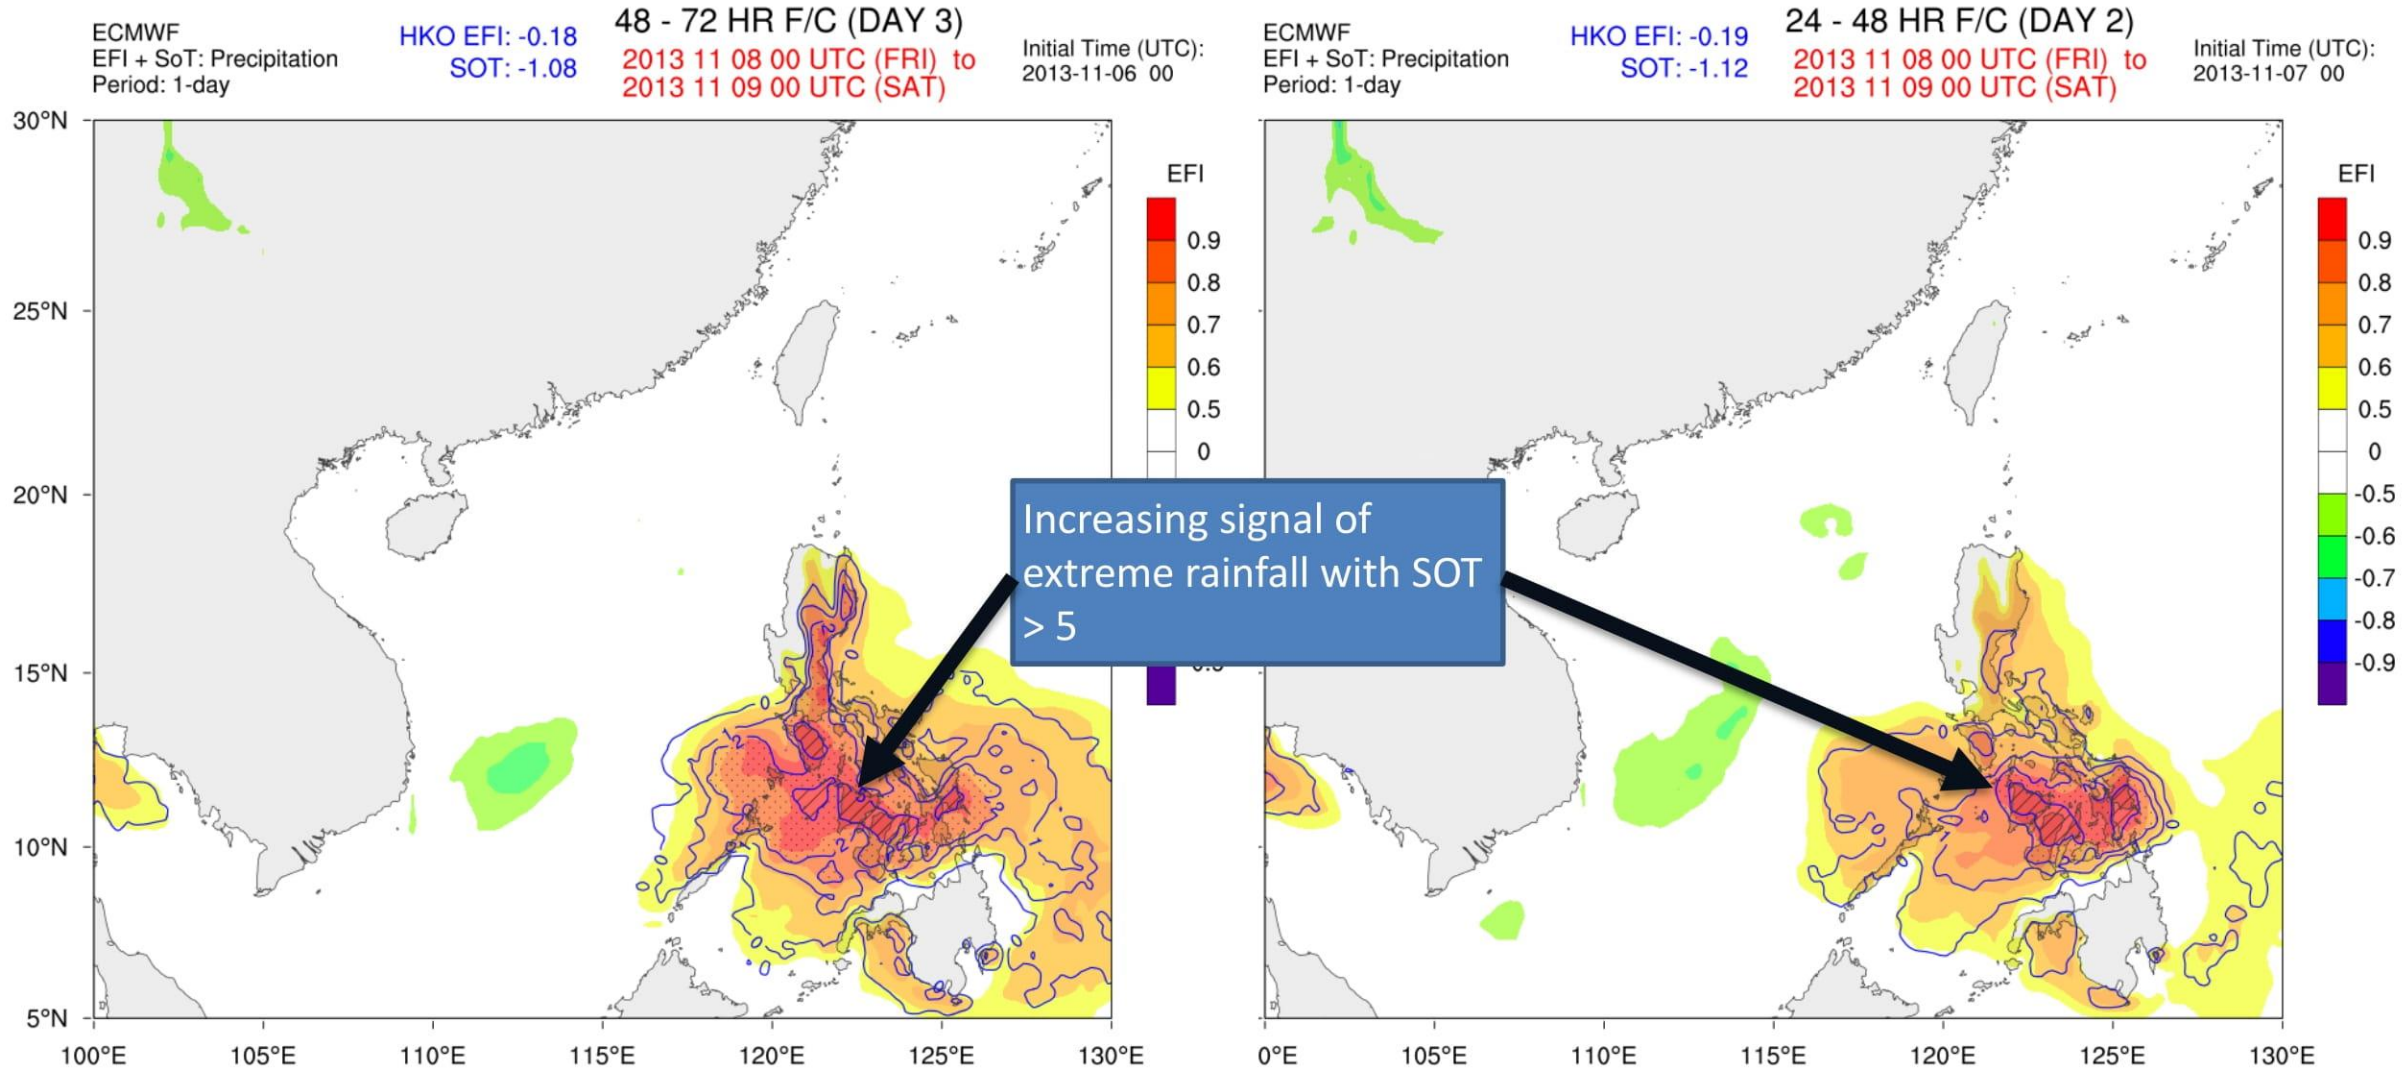 ECMWF
EFI + SoT: Precipitation
Period: 1-day
HKO EFI: -0.18
SOT: -1.08
48 - 72 HR F/C (DAY 3)
2013 11 08 00 UTC (FRI) to
2013 11 09 00 UTC (SAT)
Initial Time (UTC):
2013-11-06 00
30°N
25°N
20°N
15°N
10°N
5°N
100°E
105°E
110°E
115°E
120°E
125°E
130°E
EFI
0.9
0.8
0.7
0.6
0.5
0
Increasing signal of
extreme rainfall with SOT
> 5
ECMWF
EFI + SoT: Precipitation
Period: 1-day
HKO EFI: -0.19
SOT: -1.12
24 - 48 HR F/C (DAY 2)
2013 11 08 00 UTC (FRI) to
2013 11 09 00 UTC (SAT)
Initial Time (UTC):
2013-11-07 00
0°E
105°E
110°E
115°E
120°E
125°E
130°E
EFI
0.9
0.8
0.7
0.6
0.5
0
-0.5
-0.6
-0.7
-0.8
-0.9